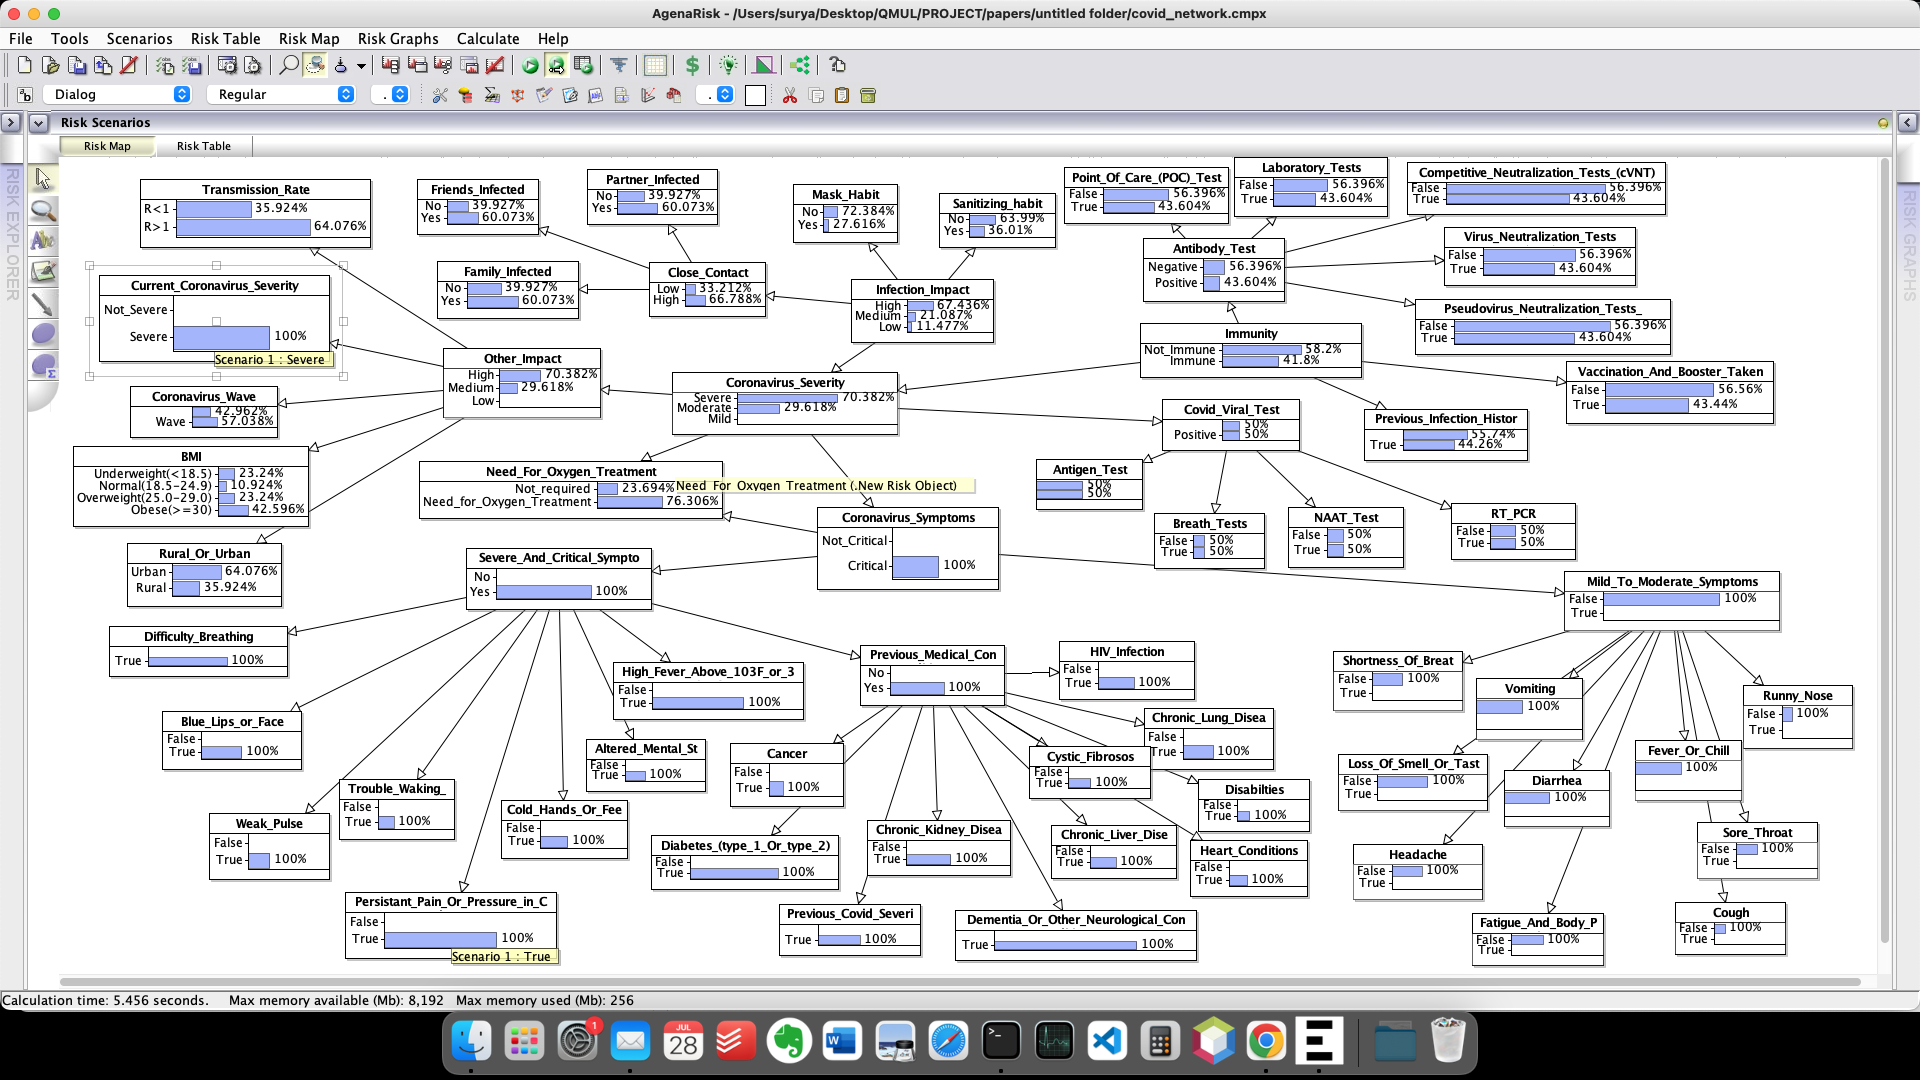 AgenaRisk - /Users/surya/Desktop/QMUL/PROJECT/papers/untitled folder/covid_network.cmpx
File Tools Scenarios Risk Table Risk Map Risk Graphs Calculate Help
Dialog Regular
Risk Scenarios
Risk Map Risk Table
RISK EXPLORER
RISK GRAPHS
Transmission_Rate
R<1 35.924%
R>1 64.076%
Friends_Infected
No 39.927%
Yes 60.073%
Partner_Infected
No 39.927%
Yes 60.073%
Mask_Habit
No 72.384%
Yes 27.616%
Sanitizing_habit
No 63.99%
Yes 36.01%
Point_Of_Care_(POC)_Test
False 56.396%
True 43.604%
Laboratory_Tests
False 56.396%
True 43.604%
Competitive_Neutralization_Tests_(cVNT)
False 56.396%
True 43.604%
Virus_Neutralization_Tests
False 56.396%
True 43.604%
Antibody_Test
Negative 56.396%
Positive 43.604%
Current_Coronavirus_Severity
Not_Severe
Severe 100%
Scenario 1 : Severe
Family_Infected
No 39.927%
Yes 60.073%
Close_Contact
Low 33.212%
High 66.788%
Infection_Impact
High 67.436%
Medium 21.087%
Low 11.477%
Pseudovirus_Neutralization_Tests_
False 56.396%
True 43.604%
Immunity
Not_Immune 58.2%
Immune 41.8%
Other_Impact
High 70.382%
Medium 29.618%
Low
Coronavirus_Severity
Severe 70.382%
Moderate 29.618%
Mild
Vaccination_And_Booster_Taken
False 56.56%
True 43.44%
Coronavirus_Wave
42.962%
Wave 57.038%
Covid_Viral_Test
50%
Positive 50%
Previous_Infection_Histor
55.74%
True 44.26%
BMI
Underweight(<18.5) 23.24%
Normal(18.5-24.9) 10.924%
Overweight(25.0-29.0) 23.24%
Obese(>=30) 42.596%
Need_For_Oxygen_Treatment
Not_required 23.694%
Need_for_Oxygen_Treatment 76.306%
Need For Oxygen Treatment (.New Risk Object)
Antigen_Test
50%
50%
Breath_Tests
False 50%
True 50%
NAAT_Test
False 50%
True 50%
RT_PCR
False 50%
True 50%
Coronavirus_Symptoms
Not_Critical
Critical 100%
Rural_Or_Urban
Urban 64.076%
Rural 35.924%
Severe_And_Critical_Sympto
No
Yes 100%
Mild_To_Moderate_Symptoms
False 100%
True
Difficulty_Breathing
True 100%
High_Fever_Above_103F_or_3
False
True 100%
Previous_Medical_Con
No
Yes 100%
HIV_Infection
False
True 100%
Shortness_Of_Breat
False 100%
True
Vomiting
100%
Runny_Nose
False 100%
True
Blue_Lips_or_Face
False
True 100%
Altered_Mental_St
False
True 100%
Cancer
False
True 100%
Chronic_Lung_Disea
False
True 100%
Cystic_Fibrosos
False
True 100%
Loss_Of_Smell_Or_Tast
False 100%
True
Fever_Or_Chill
100%
Diarrhea
100%
Trouble_Waking_
False
True 100%
Cold_Hands_Or_Fee
False
True 100%
Disabilties
False
True 100%
Weak_Pulse
False
True 100%
Diabetes_(type_1_Or_type_2)
False
True 100%
Chronic_Kidney_Disea
False
True 100%
Chronic_Liver_Dise
False
True 100%
Heart_Conditions
False
True 100%
Headache
False 100%
True
Sore_Throat
False 100%
True
Persistant_Pain_Or_Pressure_in_C
False
True 100%
Scenario 1 : True
Previous_Covid_Severi
True 100%
Dementia_Or_Other_Neurological_Con
True 100%
Fatigue_And_Body_P
False 100%
True
Cough
False 100%
True
Calculation time: 5.456 seconds. Max memory available (Mb): 8,192 Max memory used (Mb): 256
1
JUL
28